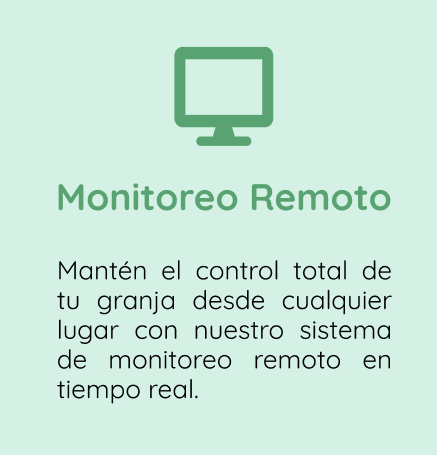 Monitoreo Remoto
Mantén el control total de
tu granja desde cualquier
lugar con nuestro sistema
de monitoreo remoto en
tiempo real.